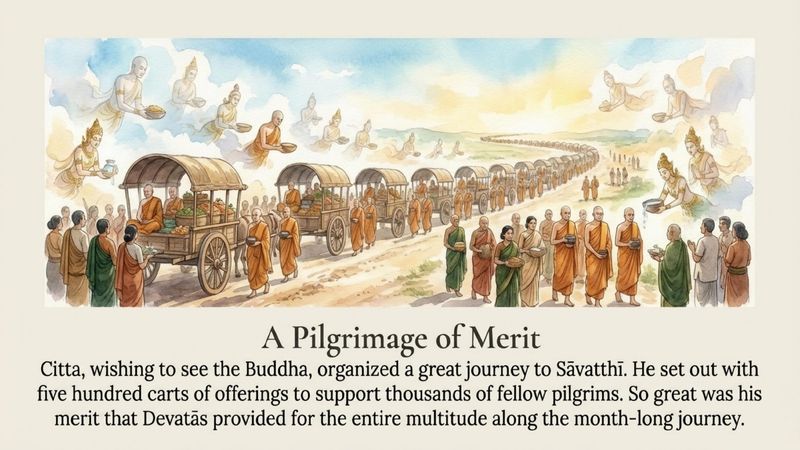 A Pilgrimage of Merit
Citta, wishing to see the Buddha, organized a great journey to Sāvatthī. He set out with
five hundred carts of offerings to support thousands of fellow pilgrims. So great was his
merit that Devatās provided for the entire multitude along the month-long journey.